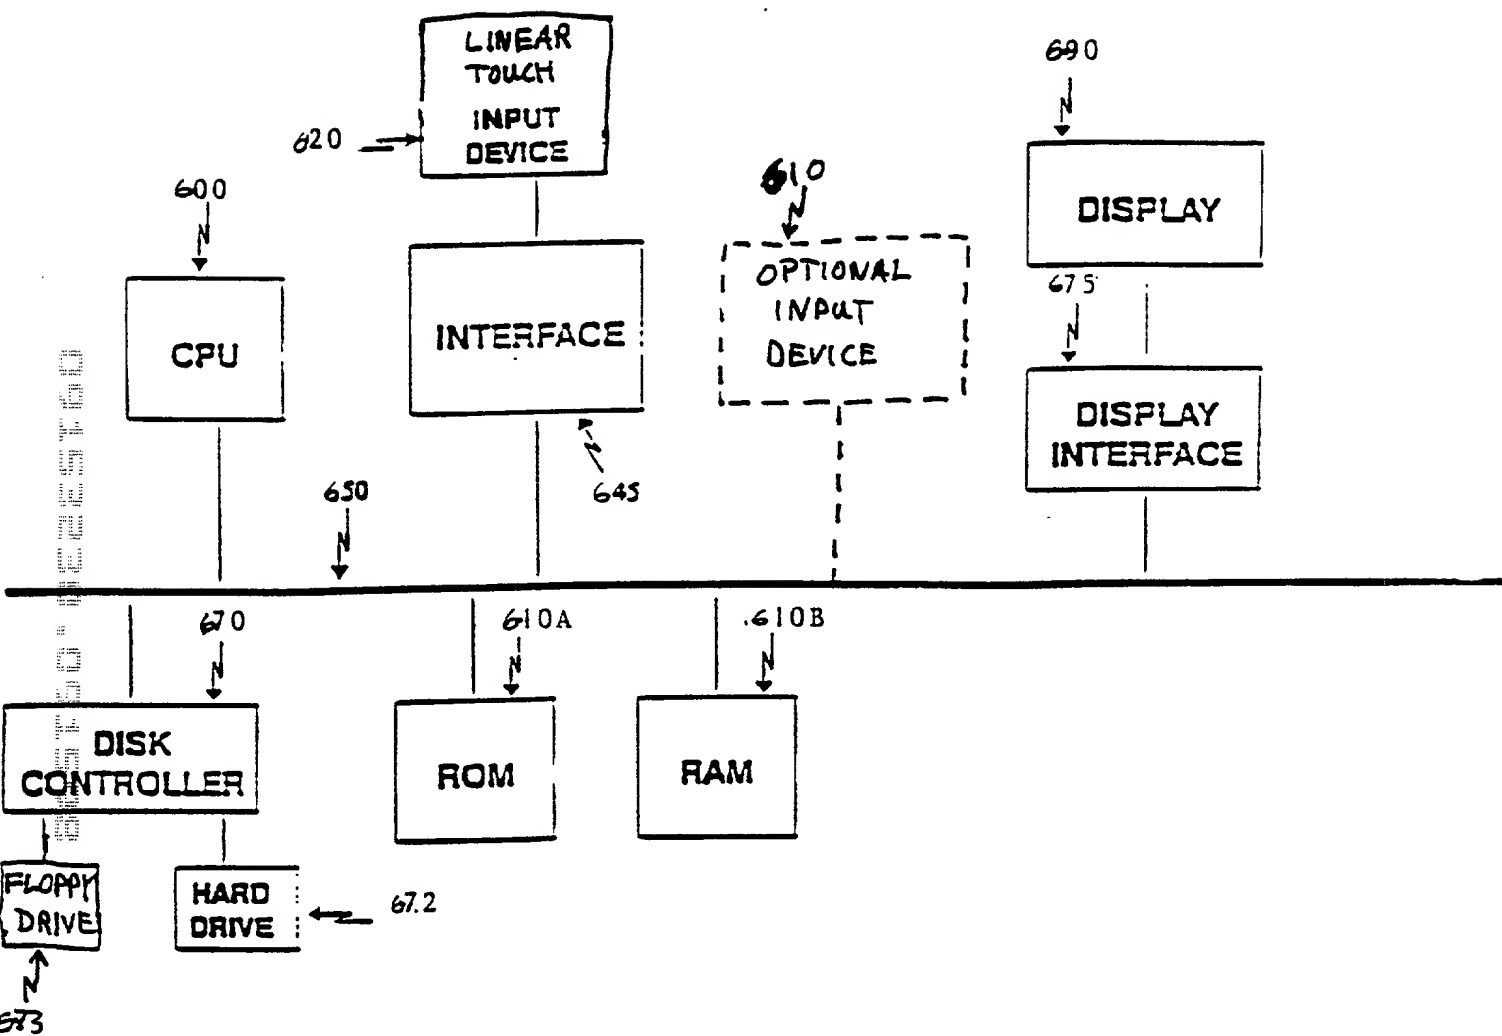 LINEAR
TOUCH
INPUT
DEVICE
620
690
600
610
DISPLAY
OPTIONAL
INPUT
DEVICE
675
CPU
INTERFACE
DISPLAY
INTERFACE
650
645
670
610A
.610B
DISK
CONTROLLER
ROM
RAM
FLOPPY
DRIVE
HARD
DRIVE
67.2
673